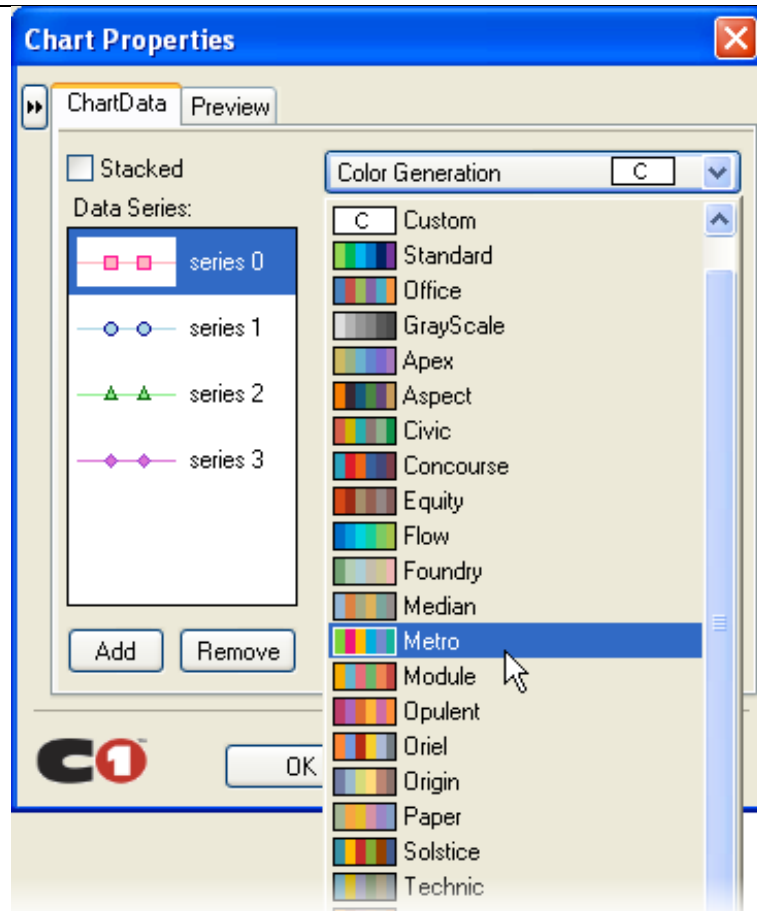 Chart Properties
ChartData Preview
Stacked
Color Generation C
Data Series:
series 0
series 1
series 2
series 3
Add Remove
C Custom
Standard
Office
GrayScale
Apex
Aspect
Civic
Concourse
Equity
Flow
Foundry
Median
Metro
Module
Opulent
Oriel
Origin
Paper
Solstice
Technic
C1
OK